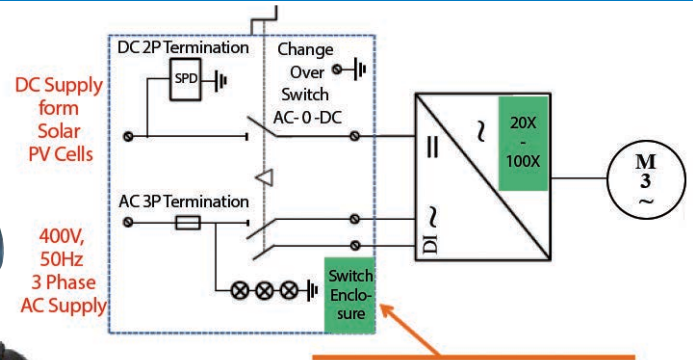 DC 2P Termination
SPD
Change
Over
Switch
AC- 0 -DC
DC Supply
form
Solar
PV Cells
AC 3P Termination
400V,
50Hz
3 Phase
AC Supply
Switch
Enclo-
sure
=
~
20X
-
100X
~
DI
M
3
~